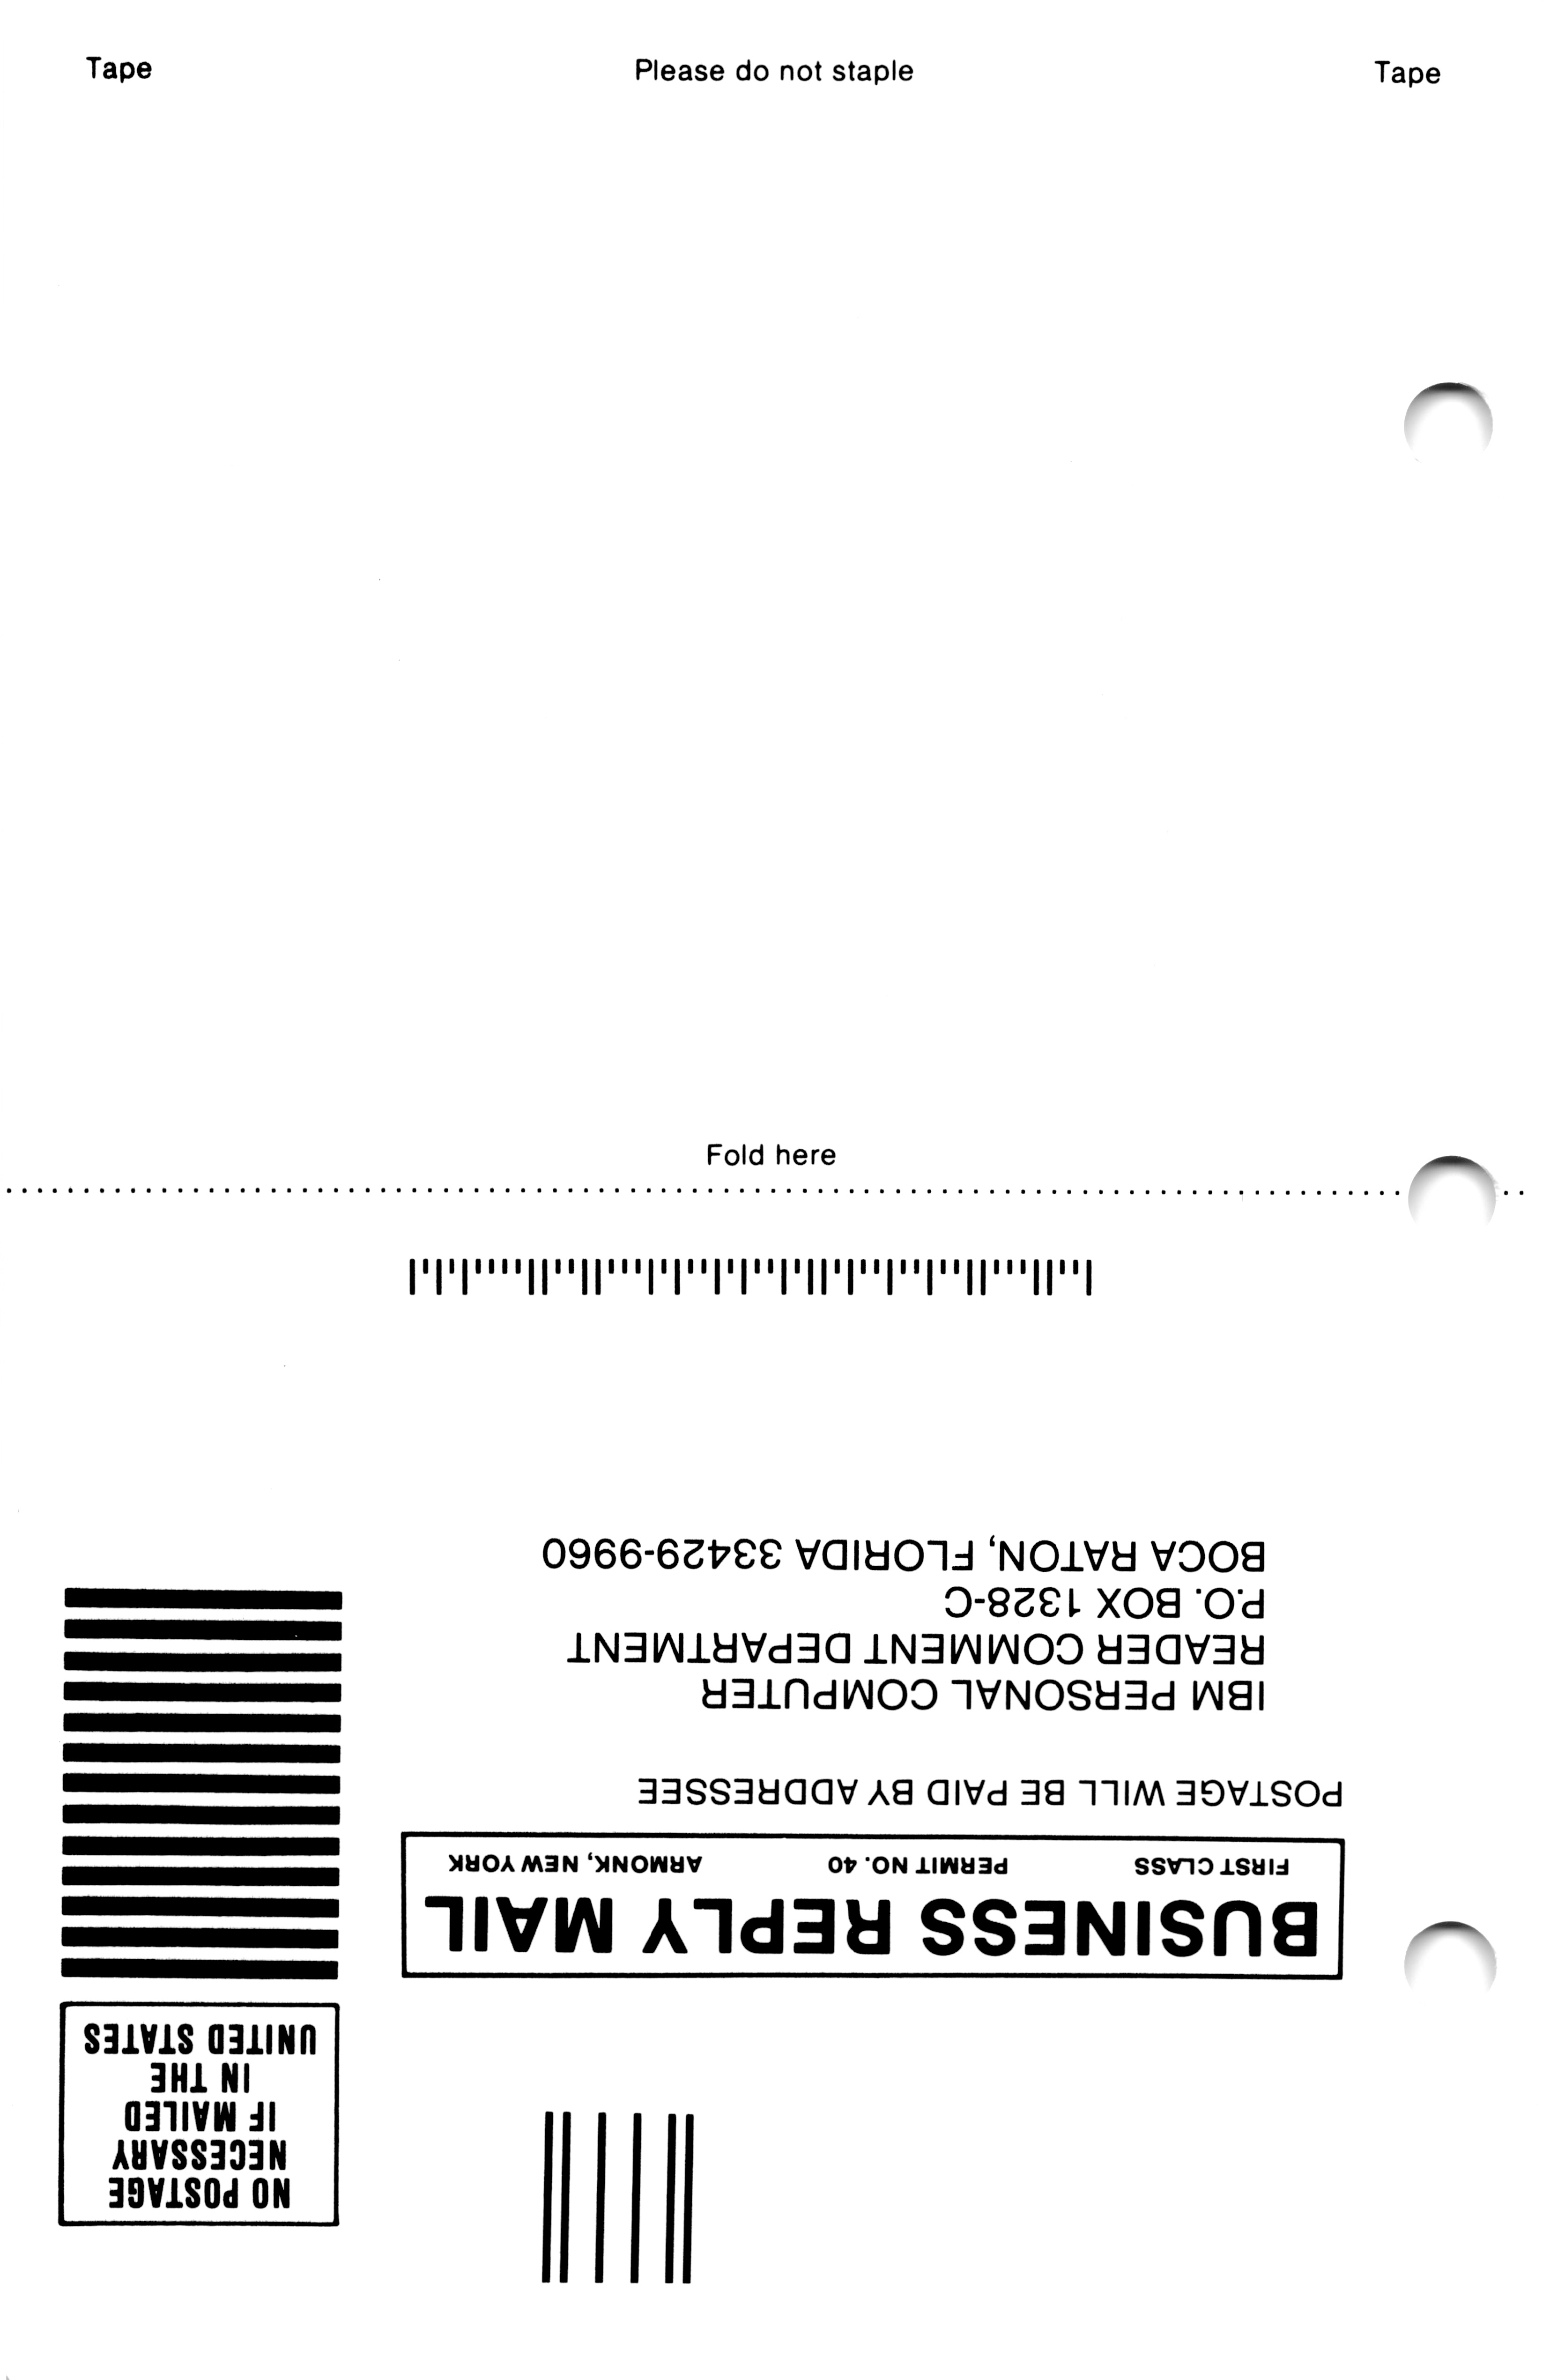 Tape Please do not staple Tape
Fold here
NO POSTAGE
NECESSARY
IF MAILED
IN THE
UNITED STATES
BUSINESS REPLY MAIL
FIRST CLASS PERMIT NO. 40 ARMONK, NEW YORK
POSTAGE WILL BE PAID BY ADDRESSEE
IBM PERSONAL COMPUTER
READER COMMENT DEPARTMENT
P.O. BOX 1328-C
BOCA RATON, FLORIDA 33429-9960